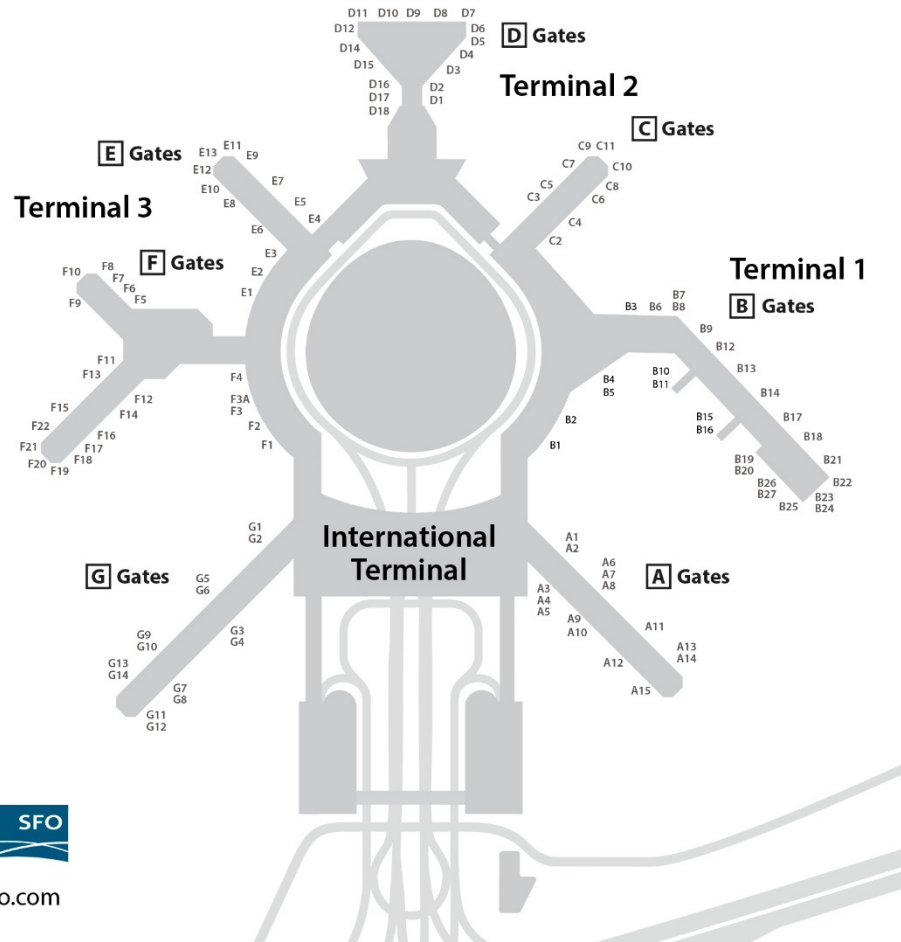 D11 D10 D9 D8 D7
D12
D6
D5
D Gates
D14
D4
D15
D3
Terminal 2
D16
D2
D17
D1
D18
C Gates
C9 C11
C7
C10
C5
C8
C3
C6
C4
C2
E Gates
E13
E11
E9
E12
E7
E10
E8
E5
E4
E6
E3
E2
E1
Terminal 3
F Gates
F10
F8
F7
F6
F5
F9
F11
F13
F12
F15
F14
F22
F16
F21
F17
F20
F18
F19
F4
F3A
F3
F2
F1
Terminal 1
B Gates
B3
B6
B7
B8
B9
B12
B10
B11
B13
B4
B5
B14
B2
B15
B16
B17
B1
B18
B19
B20
B21
B26
B27
B22
B25
B23
B24
International
Terminal
G1
G2
G Gates
G5
G6
G3
G4
G9
G10
G13
G14
G7
G8
G11
G12
A1
A2
A6
A7
A8
A Gates
A3
A4
A5
A9
A10
A11
A13
A14
A12
A15
SFO
o.com